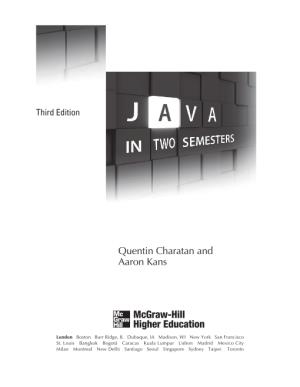 Third Edition
JAVA
IN TWO SEMESTERS
Quentin Charatan and
Aaron Kans
Mc
Graw
Hill
McGraw-Hill
Higher Education
London Boston Burr Ridge, IL Dubuque, IA Madison, WI New York San Francisco
St. Louis Bangkok Bogotá Caracas Kuala Lumpur Lisbon Madrid Mexico City
Milan Montreal New Delhi Santiago Seoul Singapore Sydney Taipei Toronto